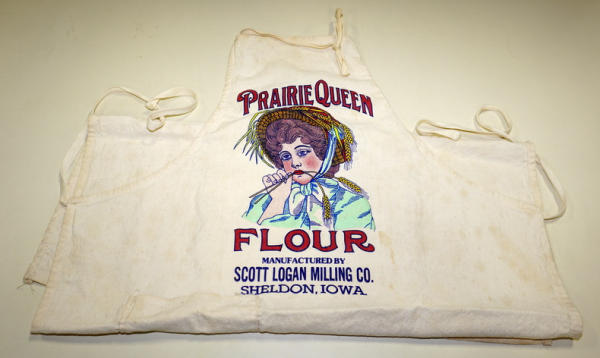 PRAIRIE QUEEN
FLOUR
MANUFACTURED BY
SCOTT LOGAN MILLING CO.
SHELDON, IOWA.